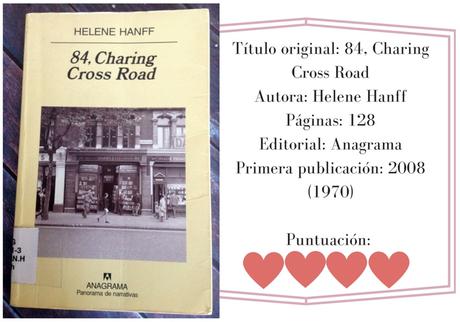 HELENE HANFF
84, Charing
Cross Road
ANAGRAMA
Panorama de narrativas
Título original: 84, Charing
Cross Road
Autora: Helene Hanff
Páginas: 128
Editorial: Anagrama
Primera publicación: 2008
(1970)
Puntuación: